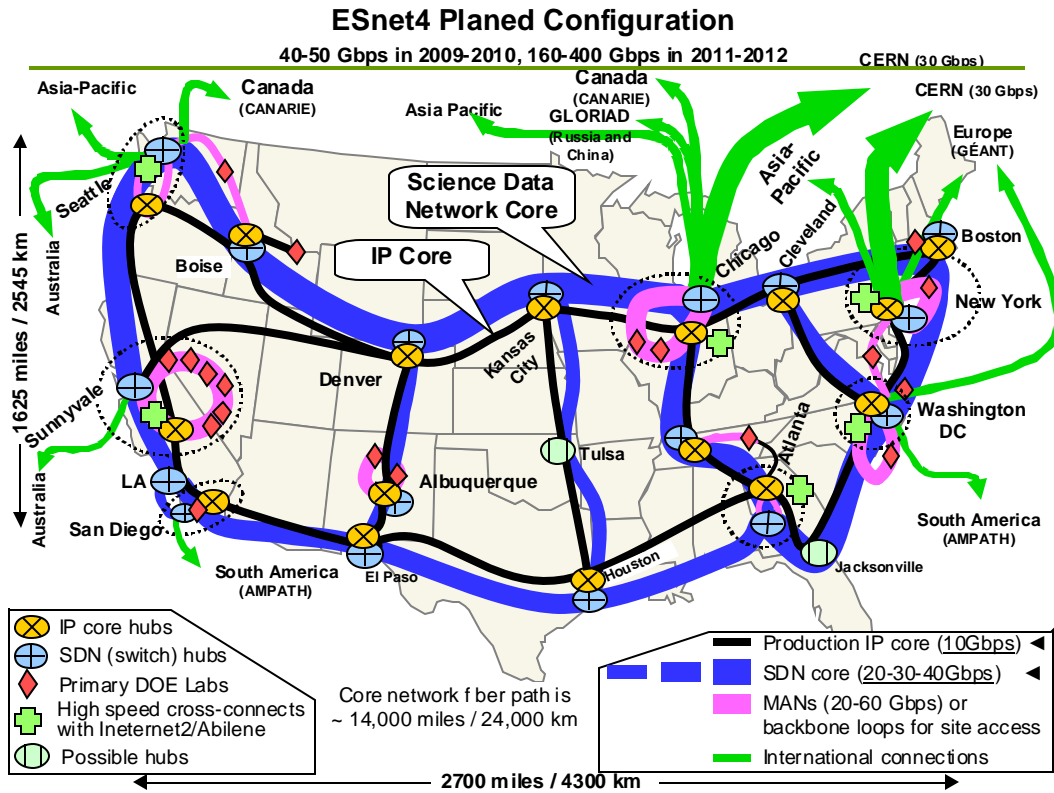 ESnet4 Planed Configuration
40-50 Gbps in 2009-2010, 160-400 Gbps in 2011-2012
CERN (30 Gbps)
CERN (30 Gbps)
Asia-Pacific
Canada
(CANARIE)
Asia Pacific
Canada
(CANARIE)
GLORIAD
(Russia and
China)
Europe
(GÉANT)
Asia-
Pacific
1625 miles / 2545 km
Seattle
Australia
Science Data
Network Core
IP Core
Boise
Chicago
Cleveland
Boston
New York
Denver
Kansas
City
Sunnyvale
Washington
DC
Atlanta
Tulsa
LA
Albuquerque
Australia
San Diego
South America
(AMPATH)
South America
(AMPATH)
El Paso
Houston
Jacksonville
IP core hubs
SDN (switch) hubs
Primary DOE Labs
High speed cross-connects
with Ineternet2/Abilene
Possible hubs
Core network f ber path is
~ 14,000 miles / 24,000 km
Production IP core (10Gbps) ◄
SDN core (20-30-40Gbps) ◄
MANs (20-60 Gbps) or
backbone loops for site access
International connections
2700 miles / 4300 km